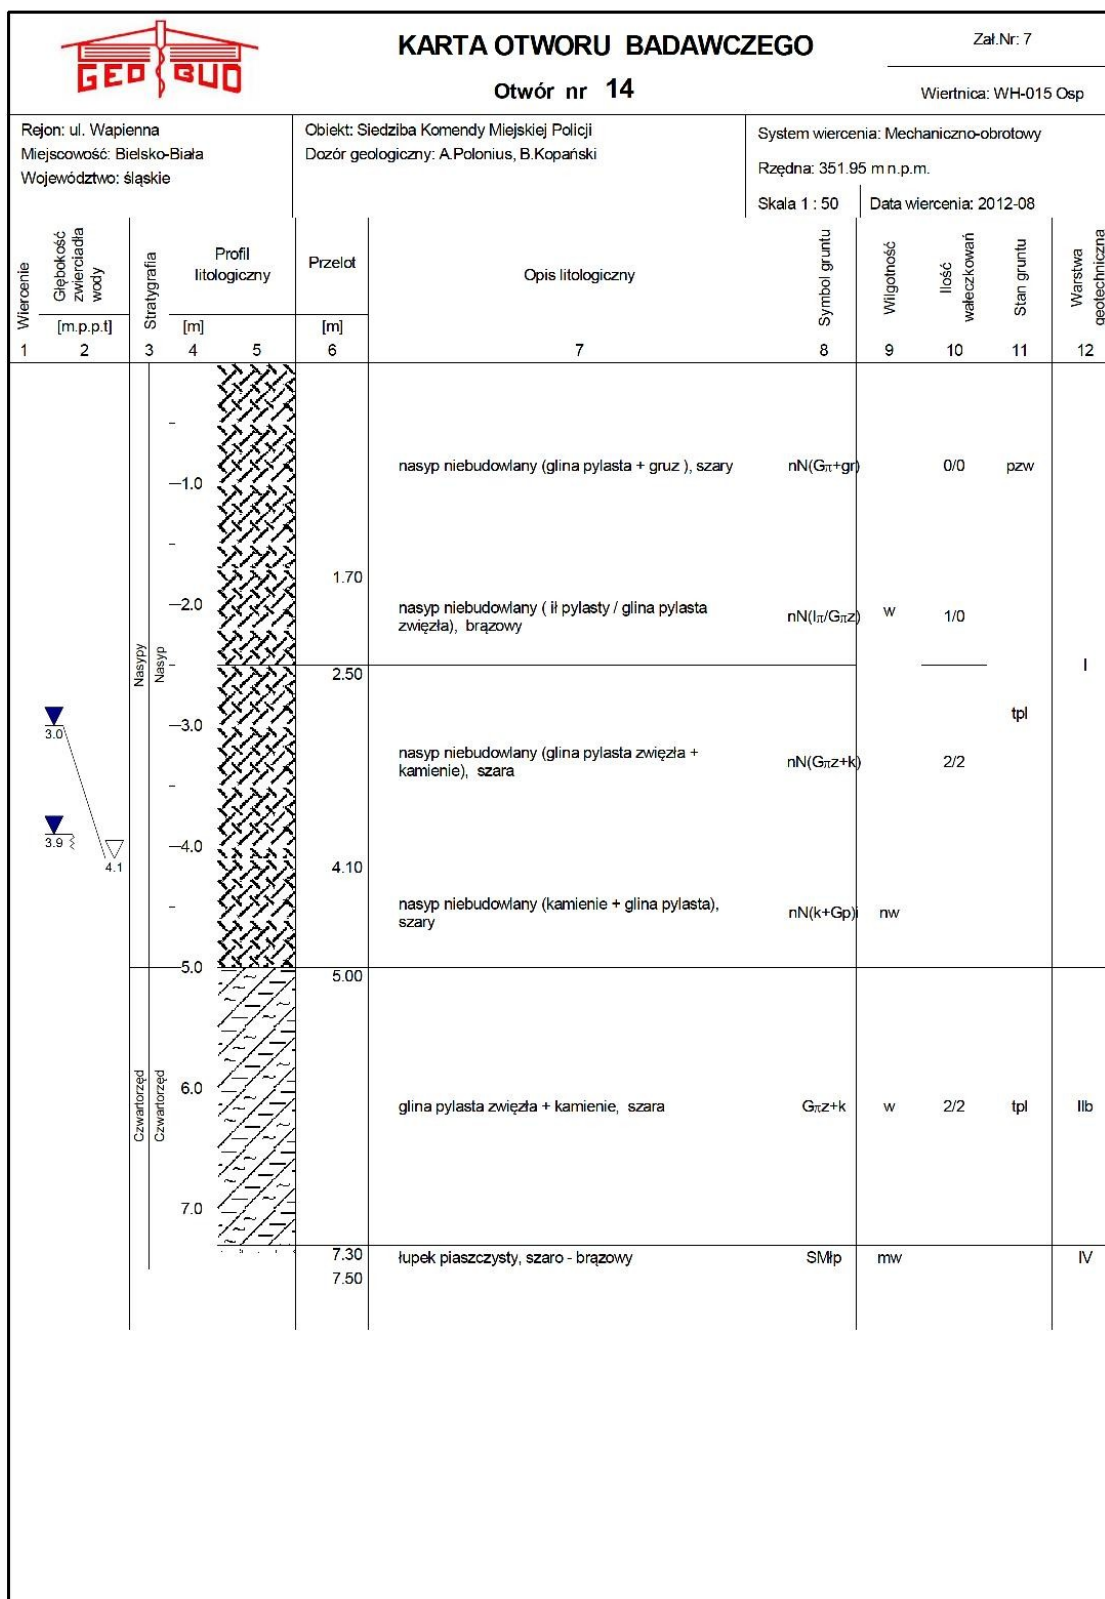 GEO BUD
KARTA OTWORU BADAWCZEGO
Otwór nr 14
Zał.Nr: 7
Wiertnica: WH-015 Osp
Rejon: ul. Wapienna
Miejscowość: Bielsko-Biała
Województwo: śląskie
Obiekt: Siedziba Komendy Miejskiej Policji
Dozór geologiczny: A.Polonius, B.Kopański
System wiercenia: Mechaniczno-obrotowy
Rzędna: 351.95 m n.p.m.
Skala 1 : 50
Data wiercenia: 2012-08
Wiercenie
Głębokość
zwierciadła
wody
[m.p.p.t]
Stratygrafia
Profil
litologiczny
[m]
Przelot
[m]
Opis litologiczny
Symbol gruntu
Wilgotność
Ilość
wałeczkowań
Stan gruntu
Warstwa
geotechniczna
1 2 3 4 5 6 7 8 9 10 11 12
nasyp niebudowlany (glina pylasta + gruz ), szary nN(Gπ+gr) 0/0 pzw
1.0
1.70
2.0
nasyp niebudowlany ( ił pylasty / glina pylasta
zwięzła), brązowy
nN(Iπ/Gπz) w 1/0
Nasypy
Nasyp
2.50
I
3.0
3.0
tpl
nasyp niebudowlany (glina pylasta zwięzła +
kamienie), szara
nN(Gπz+k) 2/2
3.9
4.0
4.1
4.10
nasyp niebudowlany (kamienie + glina pylasta),
szary
nN(k+Gp)i nw
5.0
5.00
Czwartorzęd
Czwartorzęd
6.0
glina pylasta zwięzła + kamienie, szara Gπz+k w 2/2 tpl IIb
7.0
7.30 łupek piaszczysty, szaro - brązowy SMłp mw IV
7.50